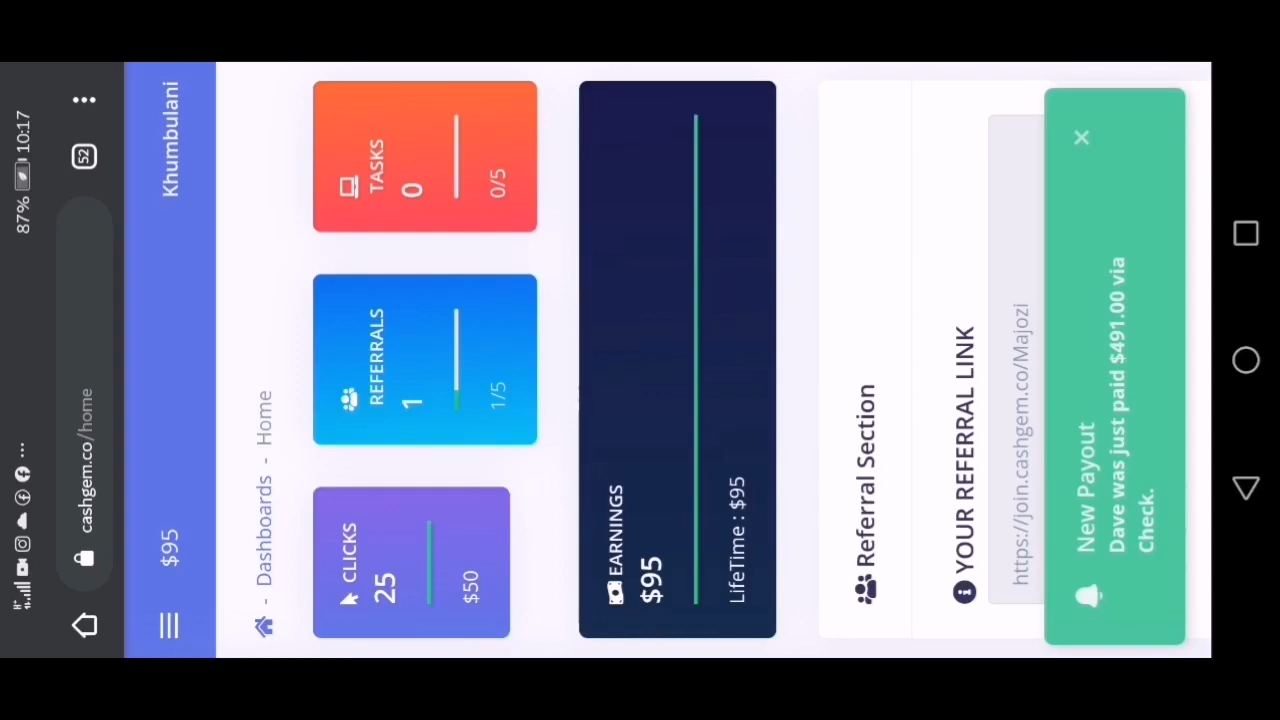 87% 10:17
cashgem.co/home
52
$95
Khumbulani
- Dashboards - Home
CLICKS
25
$50
REFERRALS
1
1/5
TASKS
0
0/5
EARNINGS
$95
LifeTime : $95
Referral Section
YOUR REFERRAL LINK
https://join.cashgem.co/Majozi
New Payout
Dave was just paid $491.00 via
Check.